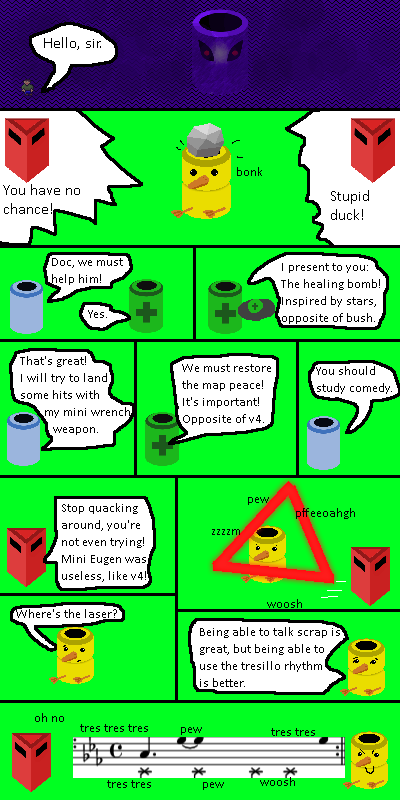 Hello, sir.
You have no
chance!
bonk
Stupid
duck!
Doc, we must
help him!
Yes.
I present to you:
The healing bomb!
Inspired by stars,
opposite of bush.
That's great!
I will try to land
some hits with
my mini wrench
weapon.
We must restore
the map peace!
It's important!
Opposite of v4.
You should
study comedy.
Stop quacking
around, you're
not even trying!
Mini Eugen was
useless, like v4!
pew
pffeeoahgh
zzzzm
woosh
Where's the laser?
Being able to talk scrap is
great, but being able to
use the tresillo rhythm
is better.
oh no
tres tres tres
pew
tres tres
tres tres
pew
woosh